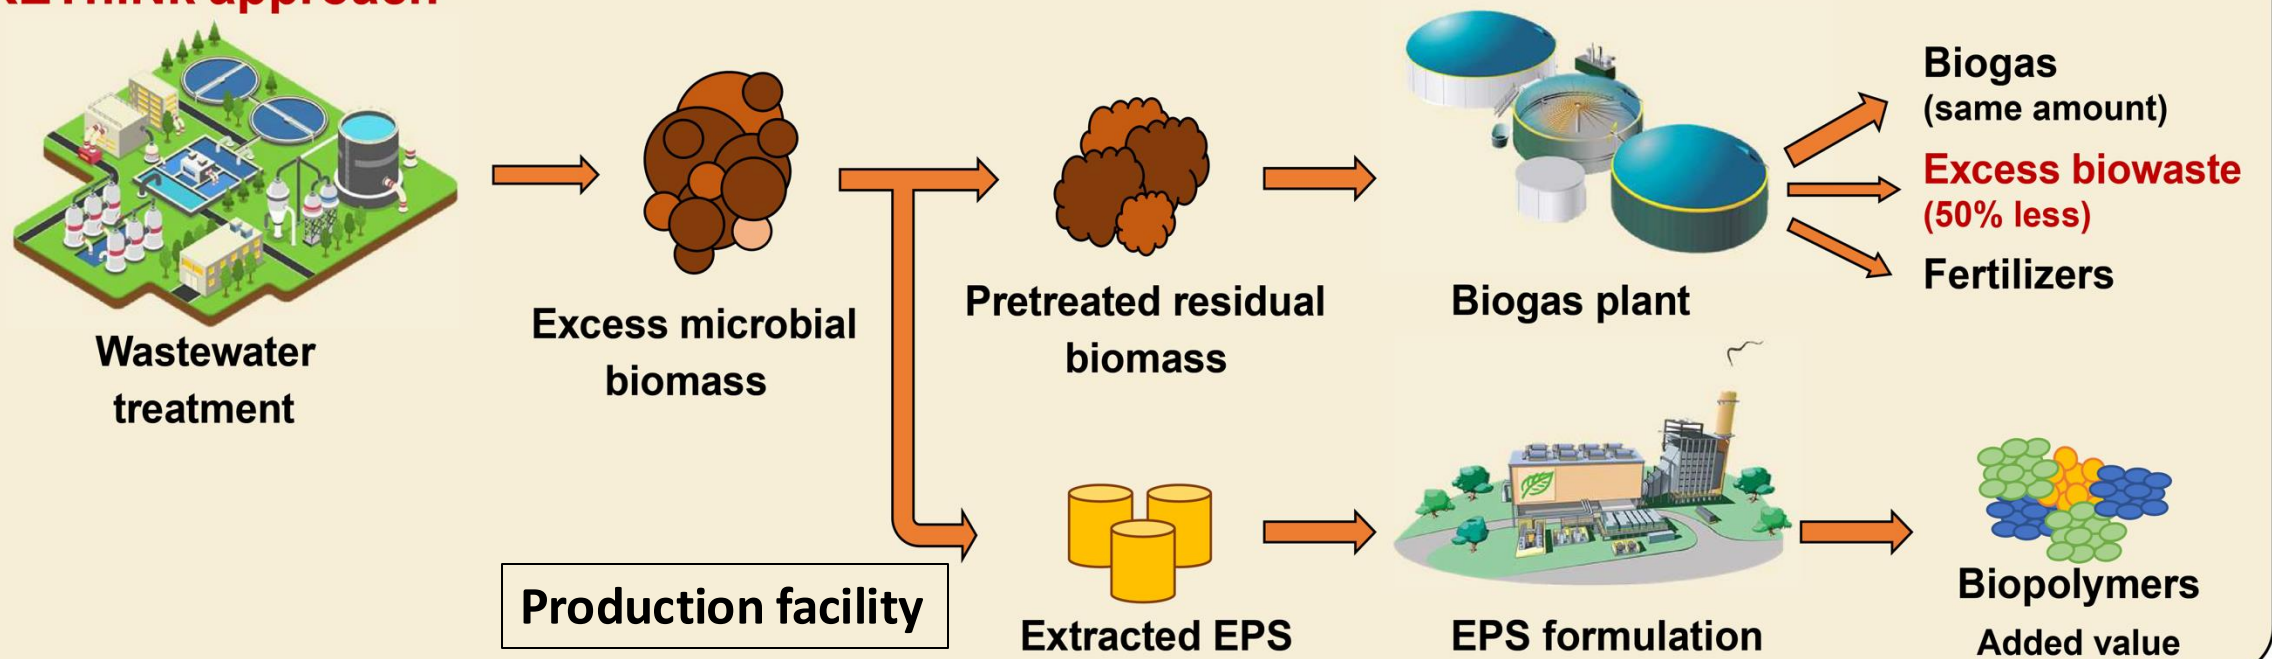 approach
Wastewater
treatment
Excess microbial
biomass
Pretreated residual
biomass
Biogas plant
Biogas
(same amount)
Excess biowaste
(50% less)
Fertilizers
Production facility
Extracted EPS
EPS formulation
Biopolymers
Added value